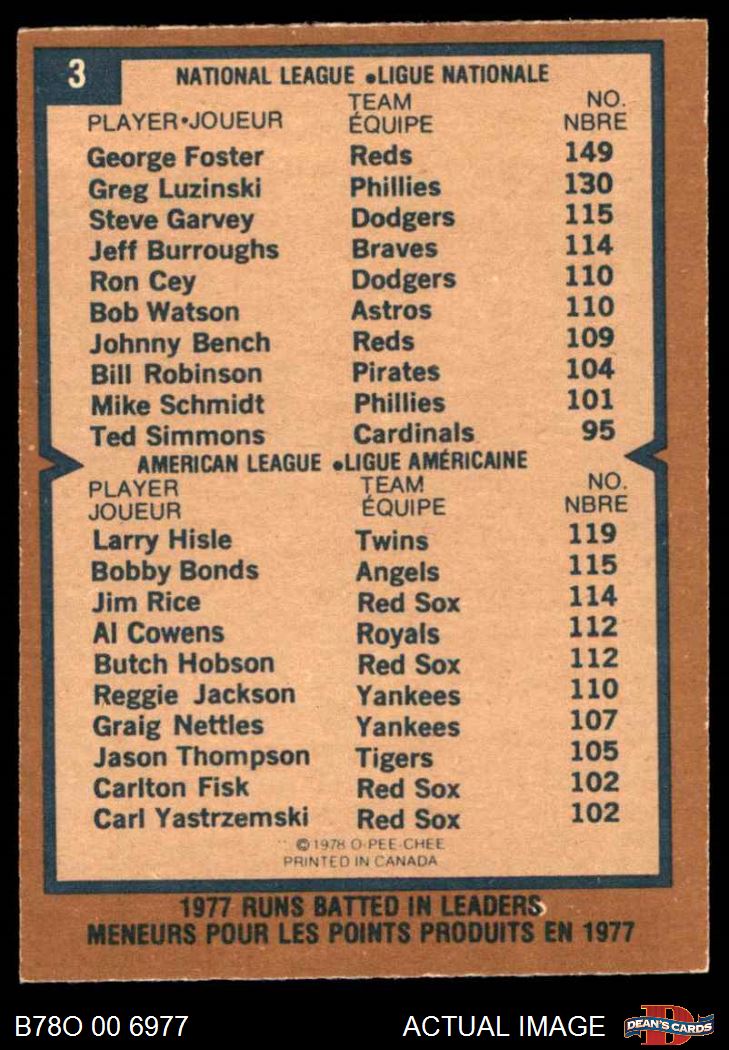 3
NATIONAL LEAGUE •LIGUE NATIONALE
PLAYER•JOUEUR TEAM ÉQUIPE NO. NBRE
George Foster Reds 149
Greg Luzinski Phillies 130
Steve Garvey Dodgers 115
Jeff Burroughs Braves 114
Ron Cey Dodgers 110
Bob Watson Astros 110
Johnny Bench Reds 109
Bill Robinson Pirates 104
Mike Schmidt Phillies 101
Ted Simmons Cardinals 95
AMERICAN LEAGUE •LIGUE AMÉRICAINE
PLAYER TEAM NO.
JOUEUR ÉQUIPE NBRE
Larry Hisle Twins 119
Bobby Bonds Angels 115
Jim Rice Red Sox 114
Al Cowens Royals 112
Butch Hobson Red Sox 112
Reggie Jackson Yankees 110
Graig Nettles Yankees 107
Jason Thompson Tigers 105
Carlton Fisk Red Sox 102
Carl Yastrzemski Red Sox 102
©1978 O-PEE-CHEE
PRINTED IN CANADA
1977 RUNS BATTED IN LEADERS
MENEURS POUR LES POINTS PRODUITS EN 1977
B78O 00 6977 ACTUAL IMAGE DEAN'S CARDS